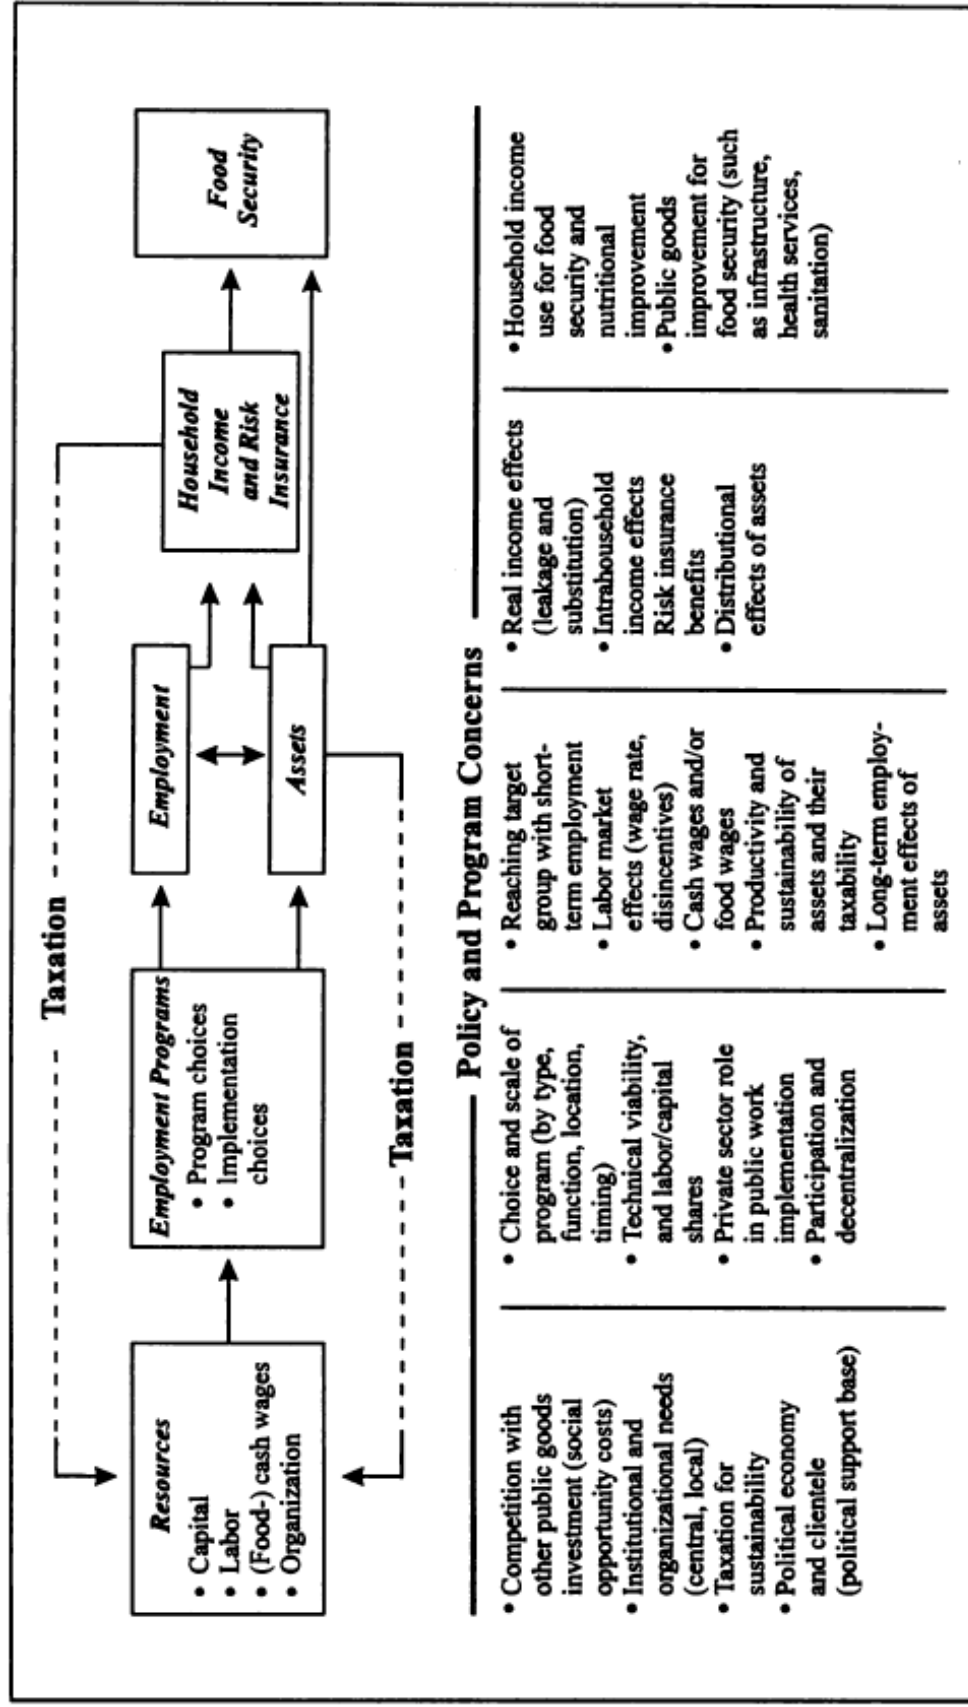 Taxation
Resources
• Capital
• Labor
• (Food-) cash wages
• Organization
Employment Programs
• Program choices
• Implementation
choices
Employment
Assets
Household
Income
and Risk
Insurance
Food
Security
Taxation
Policy and Program Concerns
• Competition with
other public goods
investment (social
opportunity costs)
• Institutional and
organizational needs
(central, local)
• Taxation for
sustainability
• Political economy
and clientele
(political support base)
• Choice and scale of
program (by type,
function, location,
timing)
• Technical viability,
and labor/capital
shares
• Private sector role
in public work
implementation
• Participation and
decentralization
• Reaching target
group with short-
term employment
• Labor market
effects (wage rate,
disincentives)
• Cash wages and/or
food wages
• Productivity and
sustainability of
assets and their
taxability
• Long-term employ-
ment effects of
assets
• Real income effects
(leakage and
substitution)
• Intrahousehold
income effects
Risk insurance
benefits
• Distributional
effects of assets
• Household income
use for food
security and
nutritional
improvement
• Public goods
improvement for
food security (such
as infrastructure,
health services,
sanitation)